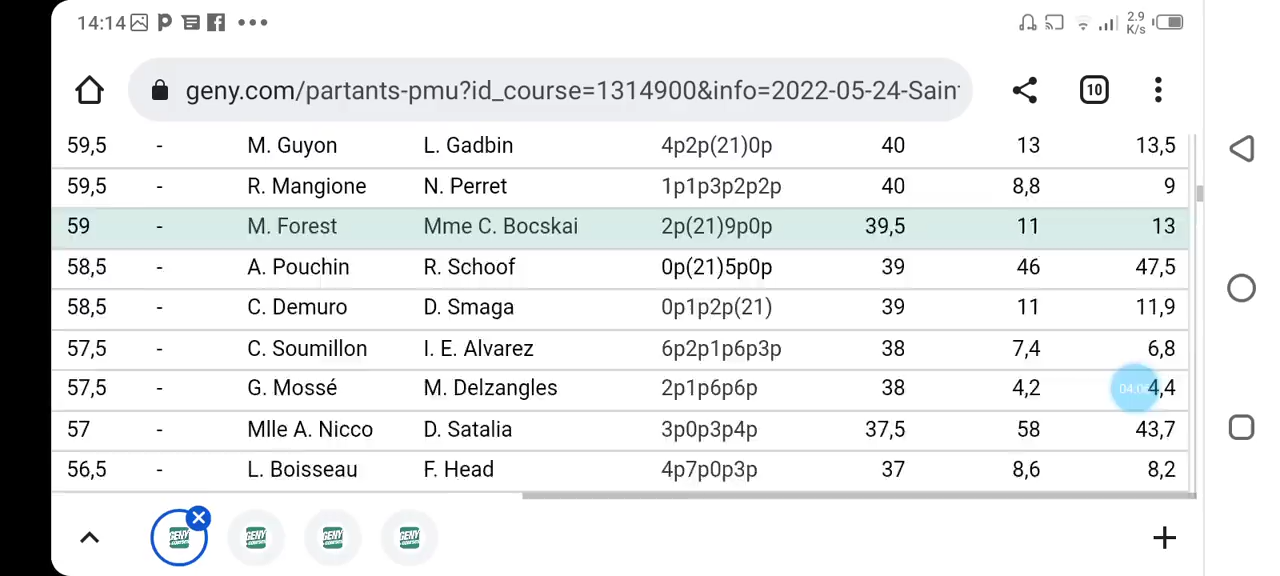 14:14 2.9 K/s
geny.com/partants-pmu?id_course=1314900&info=2022-05-24-Sain
10
59,5 - M. Guyon L. Gadbin 4p2p(21)0p 40 13 13,5
59,5 - R. Mangione N. Perret 1p1p3p2p2p 40 8,8 9
59 - M. Forest Mme C. Bocskai 2p(21)9p0p 39,5 11 13
58,5 - A. Pouchin R. Schoof 0p(21)5p0p 39 46 47,5
58,5 - C. Demuro D. Smaga 0p1p2p(21) 39 11 11,9
57,5 - C. Soumillon I. E. Alvarez 6p2p1p6p3p 38 7,4 6,8
57,5 - G. Mossé M. Delzangles 2p1p6p6p 38 4,2 4,4
57 - Mlle A. Nicco D. Satalia 3p0p3p4p 37,5 58 43,7
56,5 - L. Boisseau F. Head 4p7p0p3p 37 8,6 8,2
GENY GENY GENY GENY